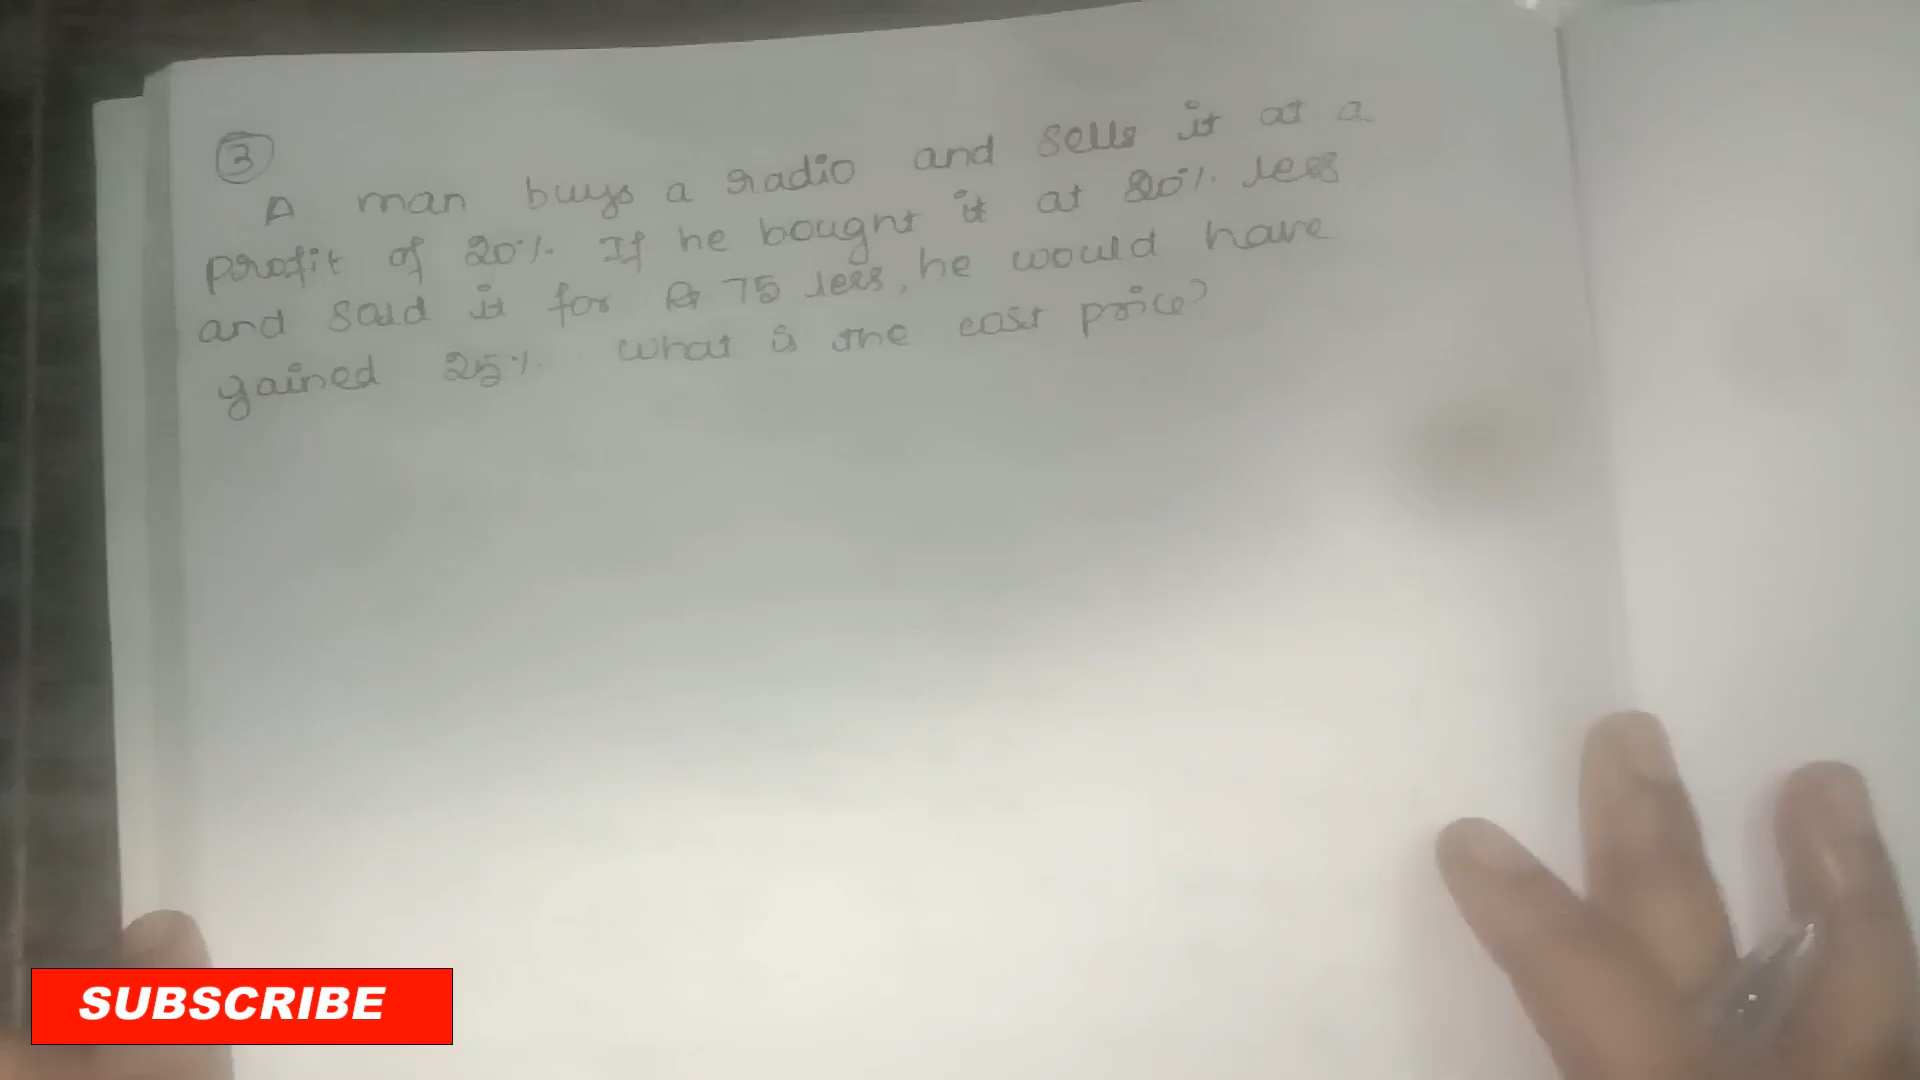 3
A man buys a radio and sells it at a
profit of 20%. If he bought it at 20% less
and sold it for Rs 75 less, he would have
gained 25%. What is the cost price?
SUBSCRIBE